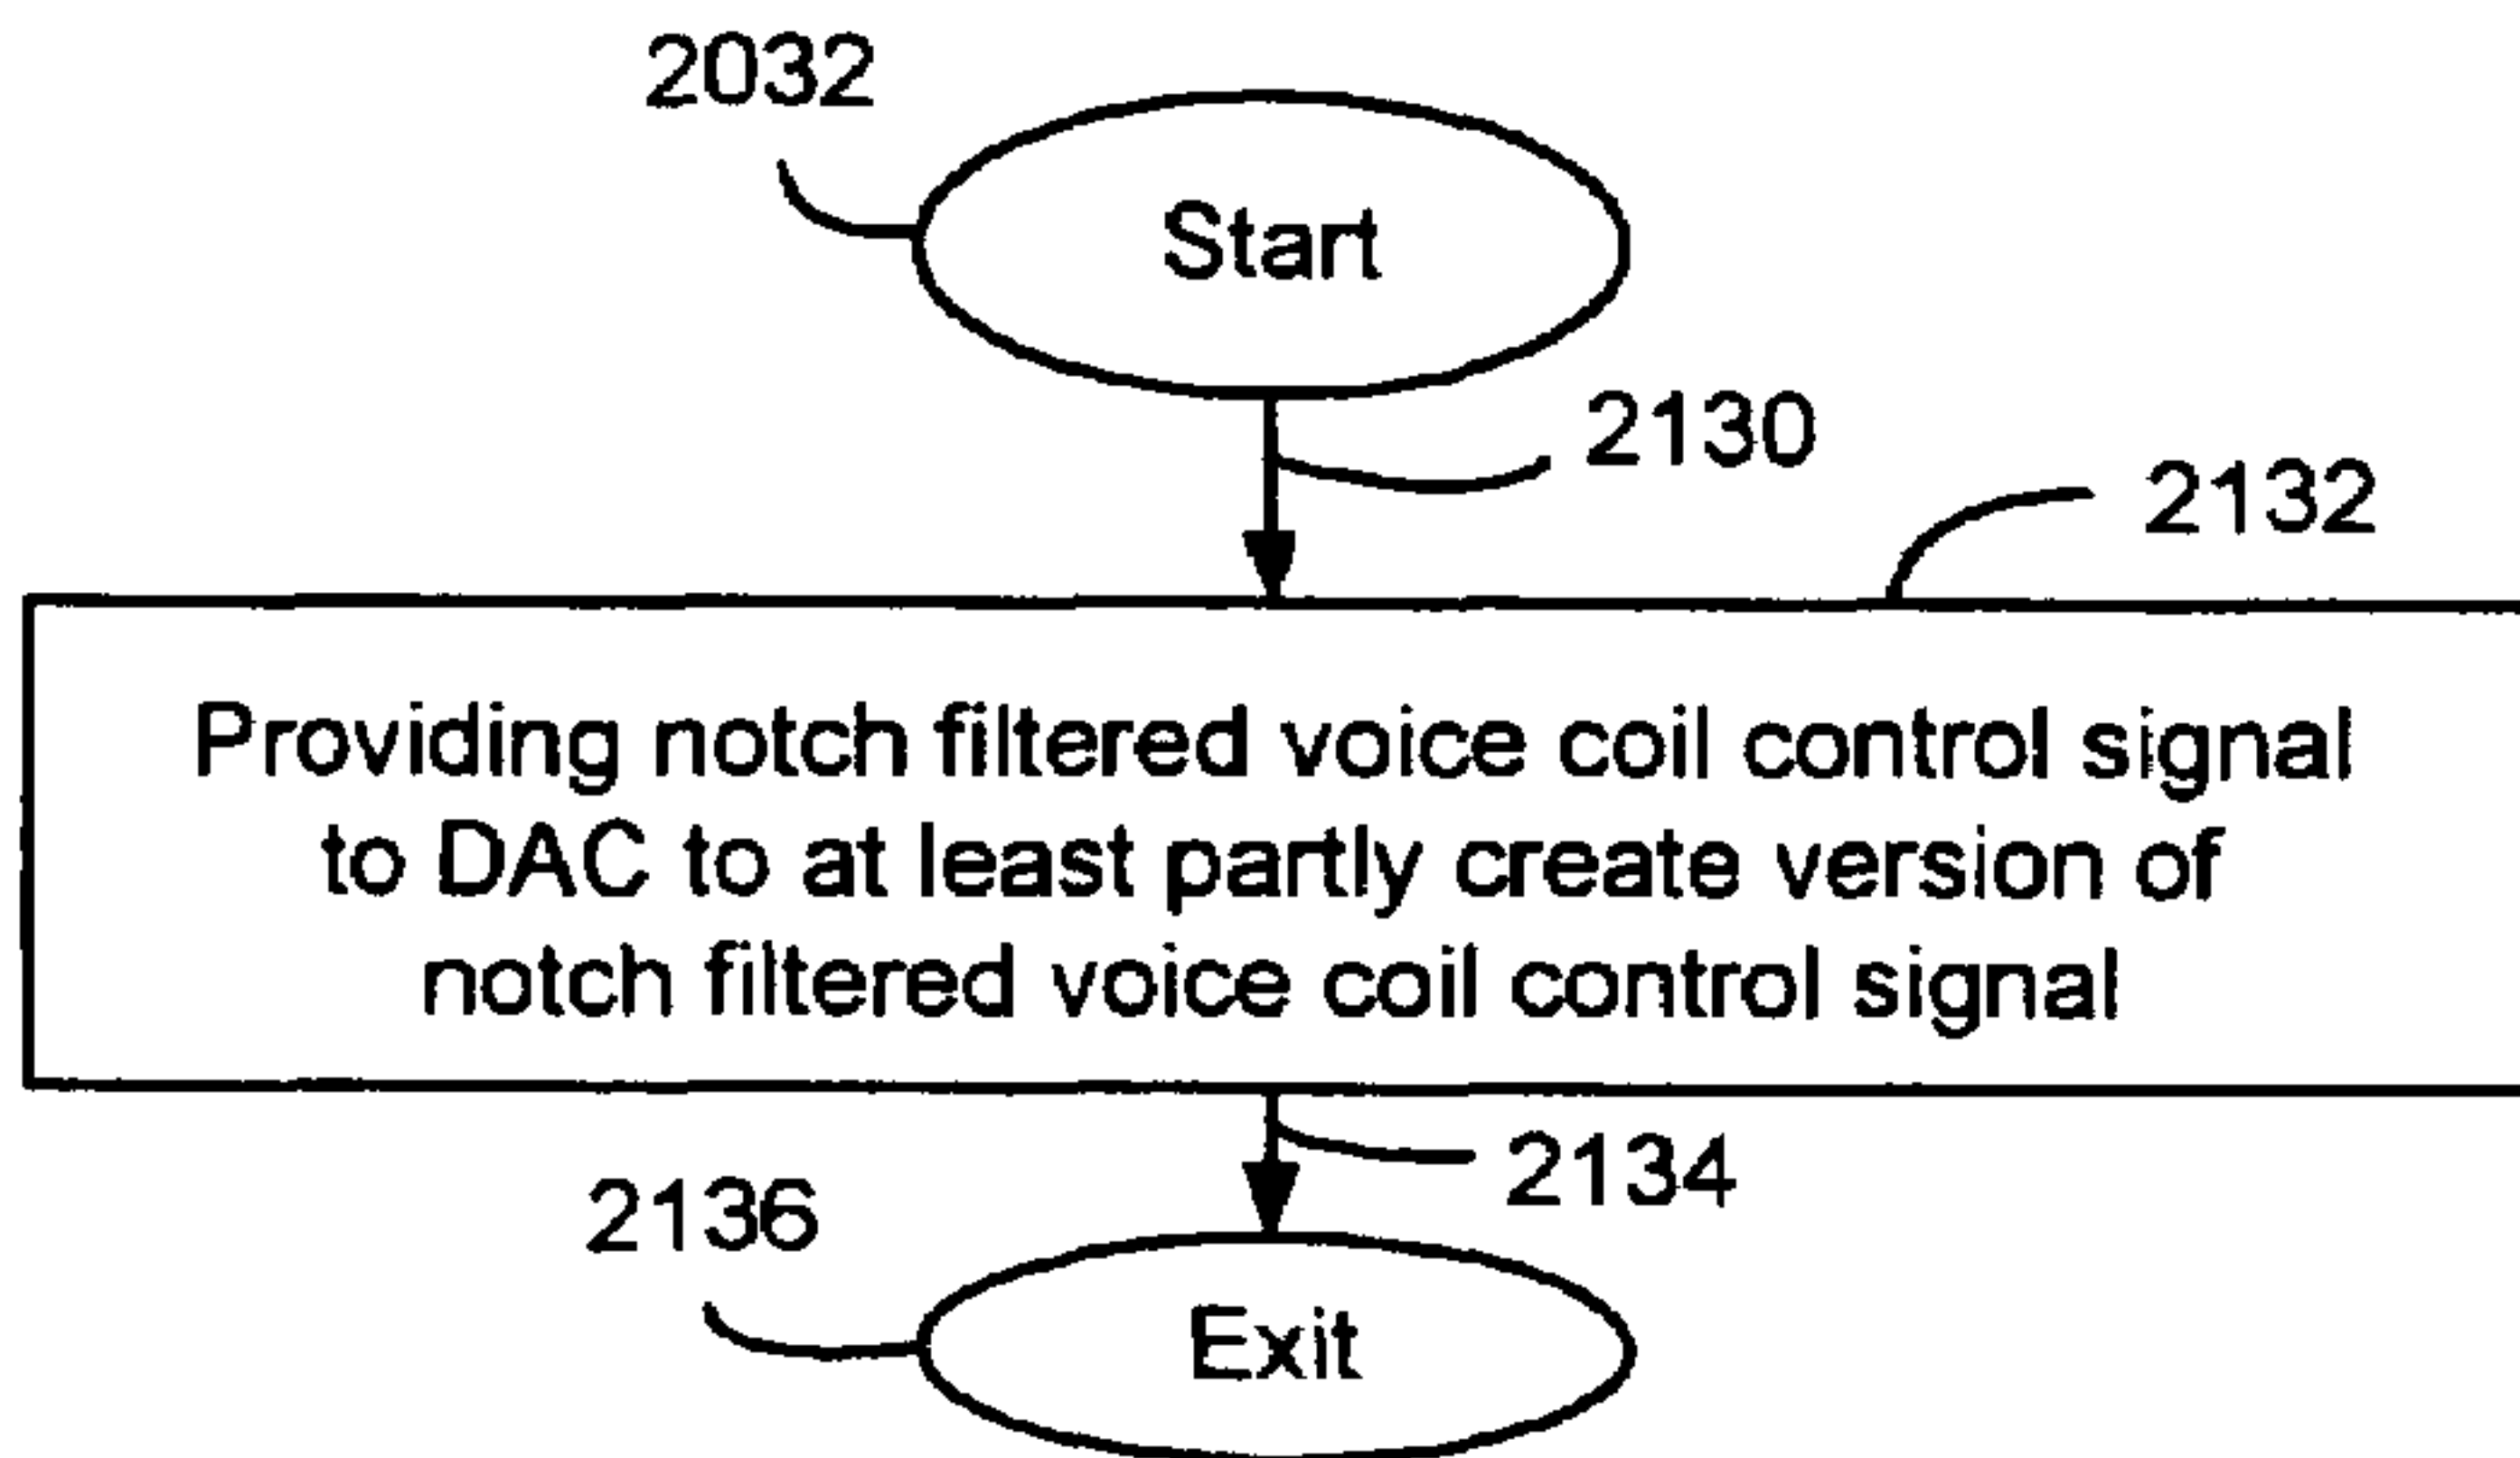 2032
Start
2130
2132
Providing notch filtered voice coil control signal
to DAC to at least partly create version of
notch filtered voice coil control signal
2134
2136
Exit